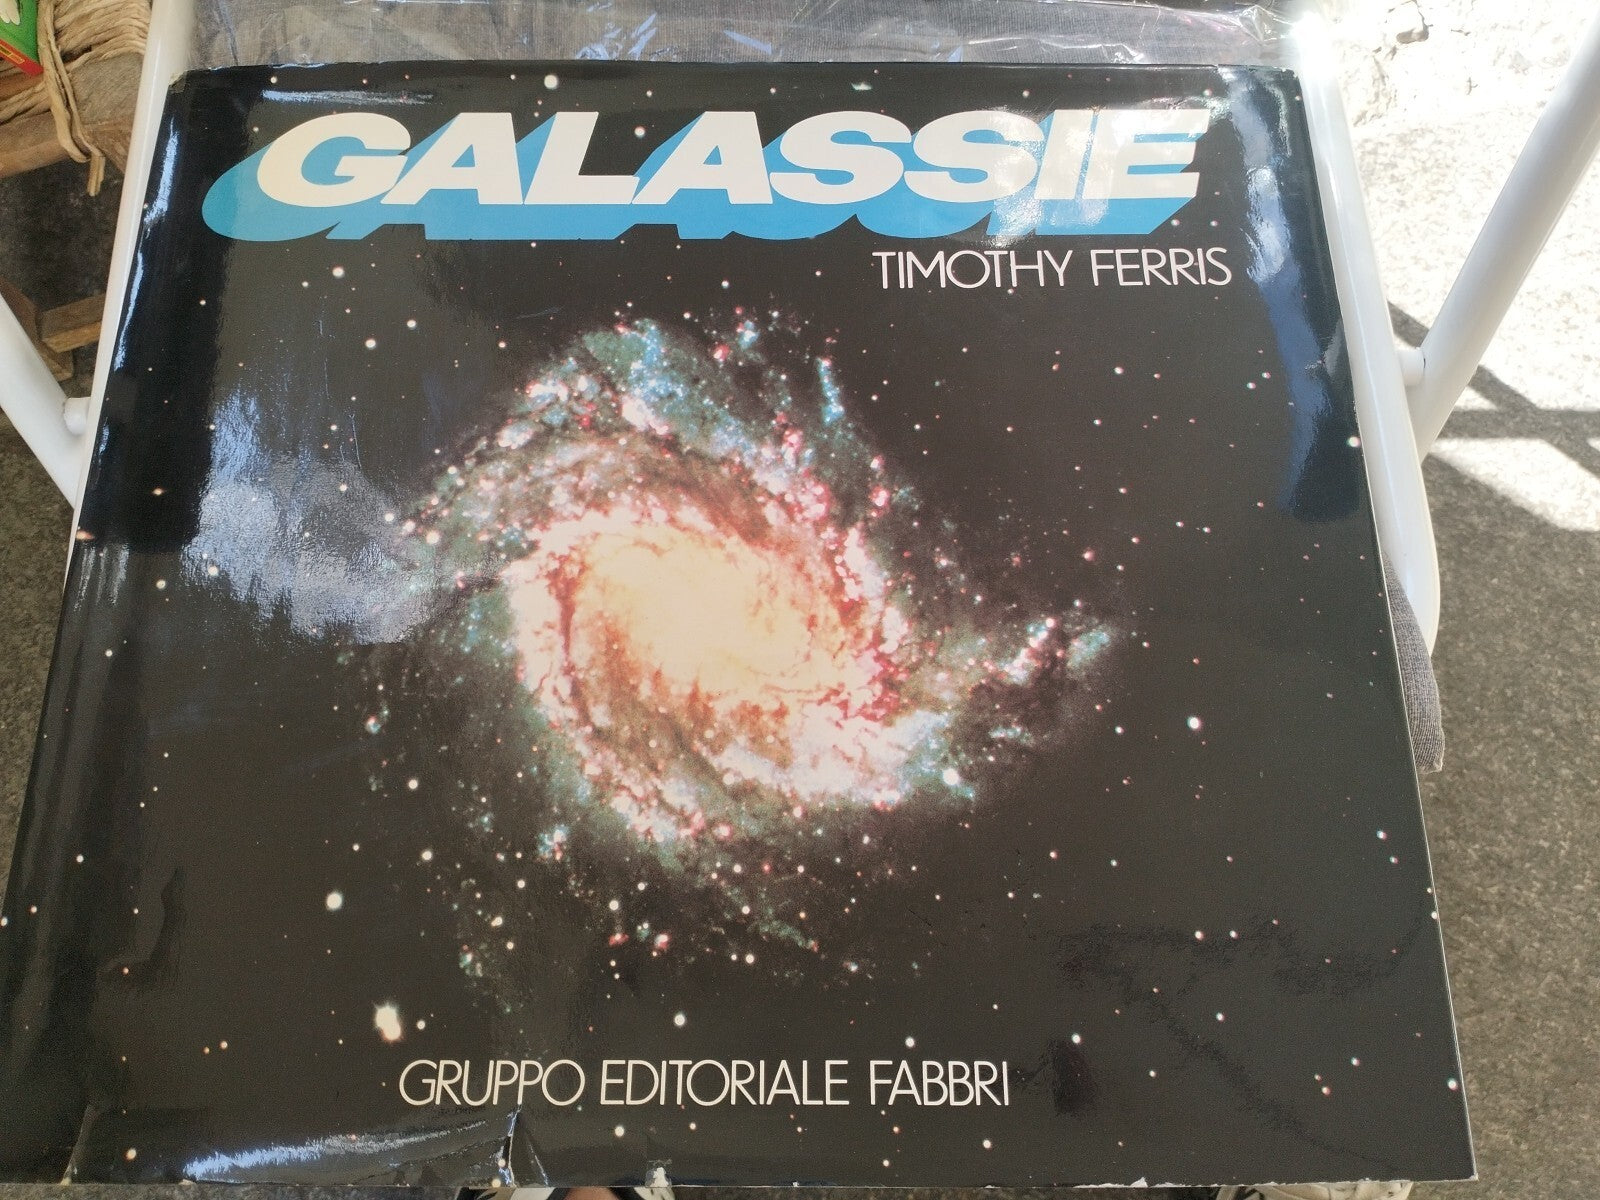 GALASSIE
TIMOTHY FERRIS
GRUPPO EDITORIALE FABBRI